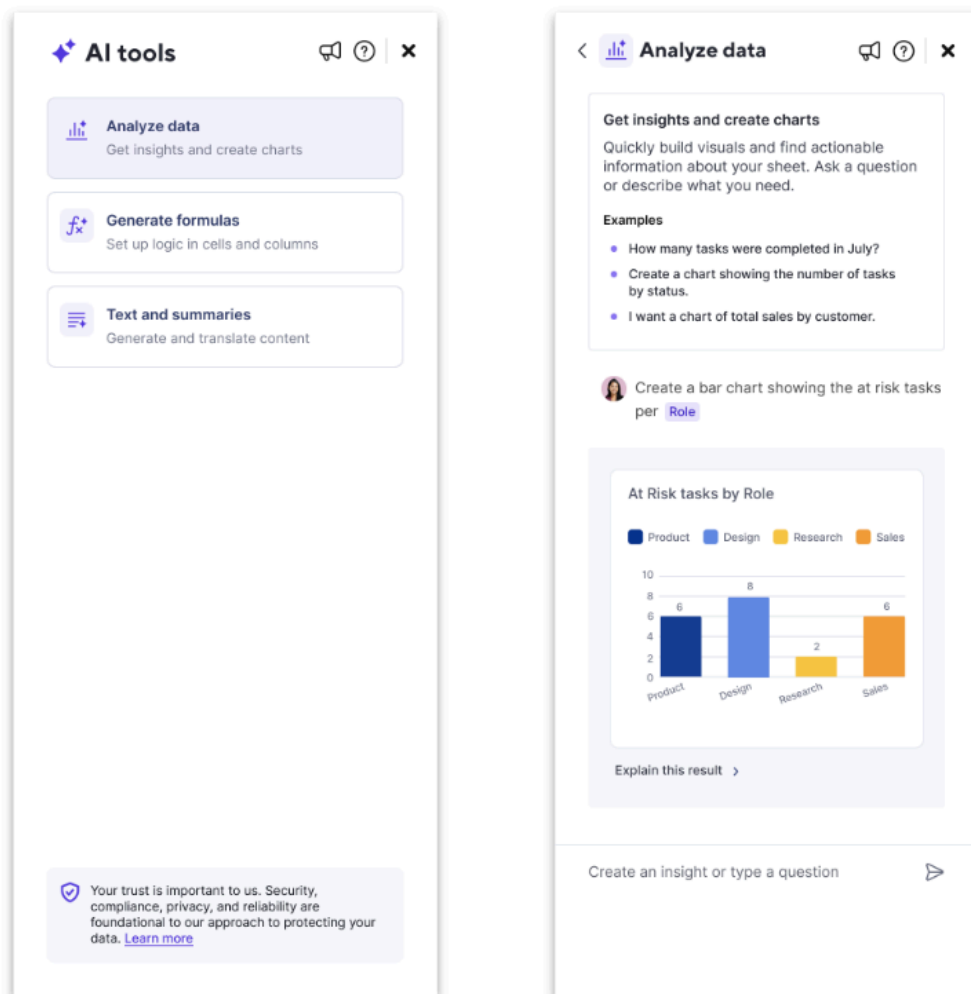 AI tools
Analyze data
Get insights and create charts
Generate formulas
Set up logic in cells and columns
Text and summaries
Generate and translate content
Your trust is important to us. Security,
compliance, privacy, and reliability are
foundational to our approach to protecting your
data. Learn more
Analyze data
Get insights and create charts
Quickly build visuals and find actionable
information about your sheet. Ask a question
or describe what you need.
Examples
How many tasks were completed in July?
Create a chart showing the number of tasks
by status.
I want a chart of total sales by customer.
Create a bar chart showing the at risk tasks
per Role
At Risk tasks by Role
Product Design Research Sales
10
8
6
4
2
0
6 8 2 6
Product Design Research Sales
Explain this result
Create an insight or type a question